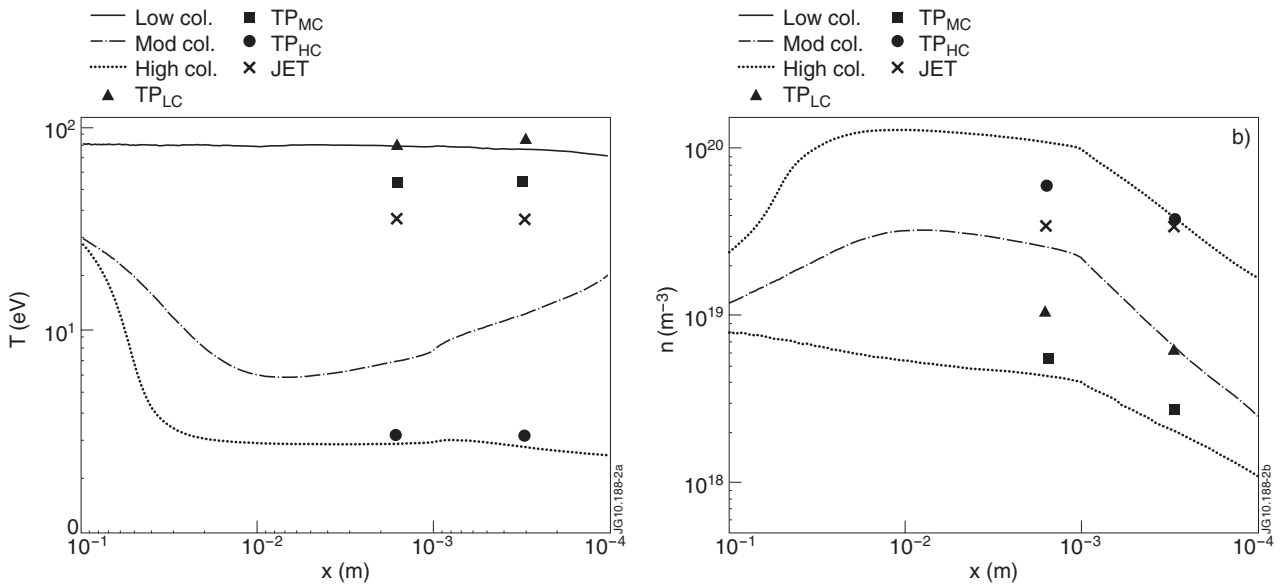 Low col.
Mod col.
High col.
TP_LC
TP_MC
TP_HC
JET
10^2
10^1
0
T (eV)
10^-1
10^-2
10^-3
10^-4
x (m)
JG10.188-2a
Low col.
Mod col.
High col.
TP_LC
TP_MC
TP_HC
JET
b)
10^20
10^19
10^18
n (m^-3)
10^-1
10^-2
10^-3
10^-4
x (m)
JG10.188-2b